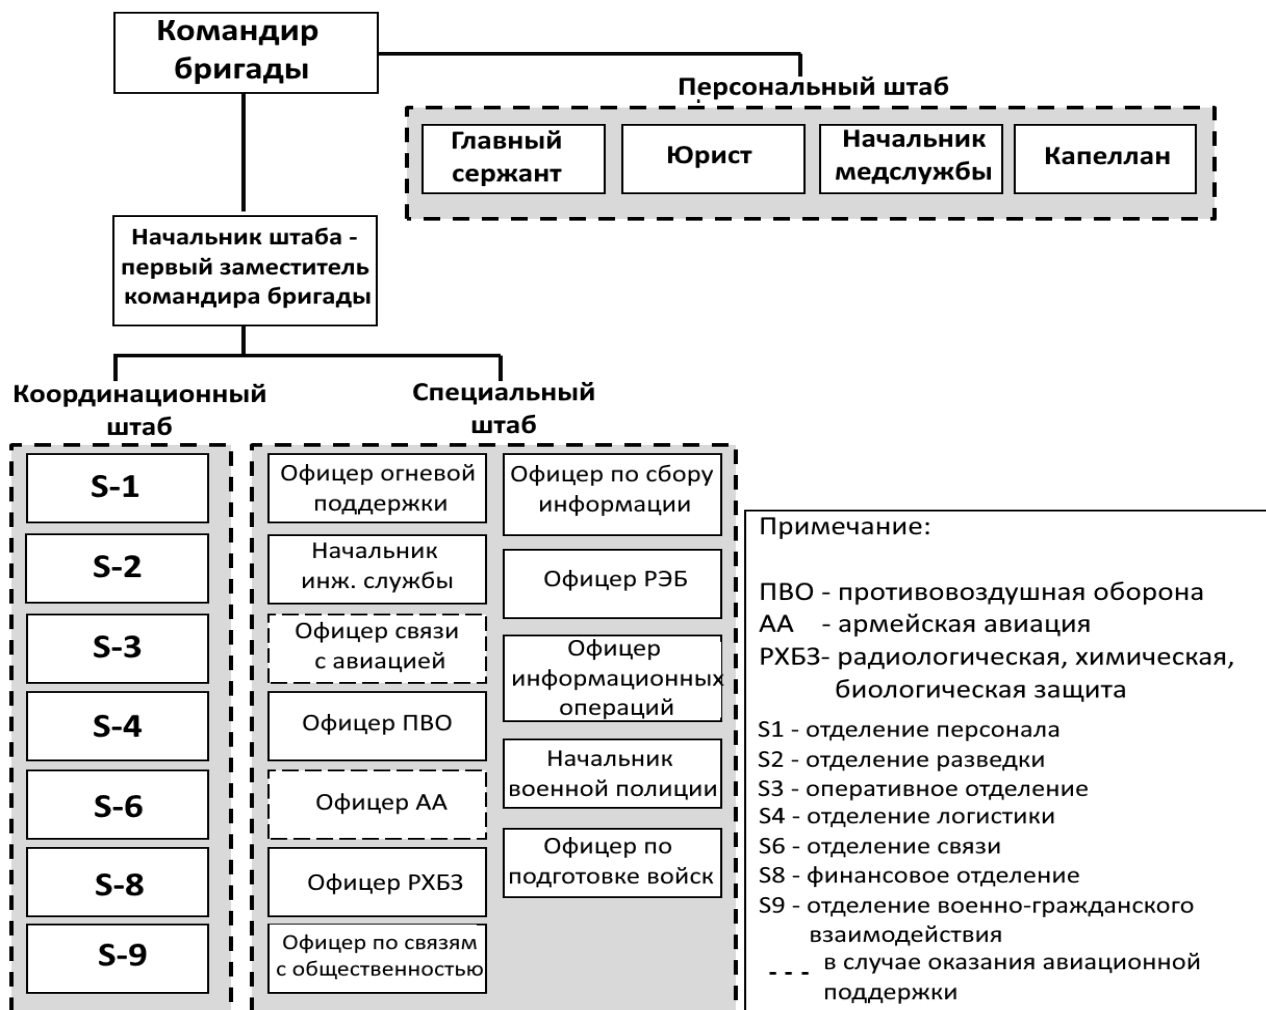 Командир
бригады
Персональный штаб
Главный
сержант
Юрист
Начальник
медслужбы
Капеллан
Начальник штаба -
первый заместитель
командира бригады
Координационный
штаб
Специальный
штаб
S-1
S-2
S-3
S-4
S-6
S-8
S-9
Офицер огневой
поддержки
Начальник
инж. службы
Офицер связи
с авиацией
Офицер ПВО
Офицер АА
Офицер РХБЗ
Офицер по связям
с общественностью
Офицер по сбору
информации
Офицер РЭБ
Офицер
информационных
операций
Начальник
военной полиции
Офицер по
подготовке войск
Примечание:
ПВО - противовоздушная оборона
АА - армейская авиация
РХБЗ- радиологическая, химическая,
биологическая защита
S1 - отделение персонала
S2 - отделение разведки
S3 - оперативное отделение
S4 - отделение логистики
S6 - отделение связи
S8 - финансовое отделение
S9 - отделение военно-гражданского
взаимодействия
- - - в случае оказания авиационной
поддержки